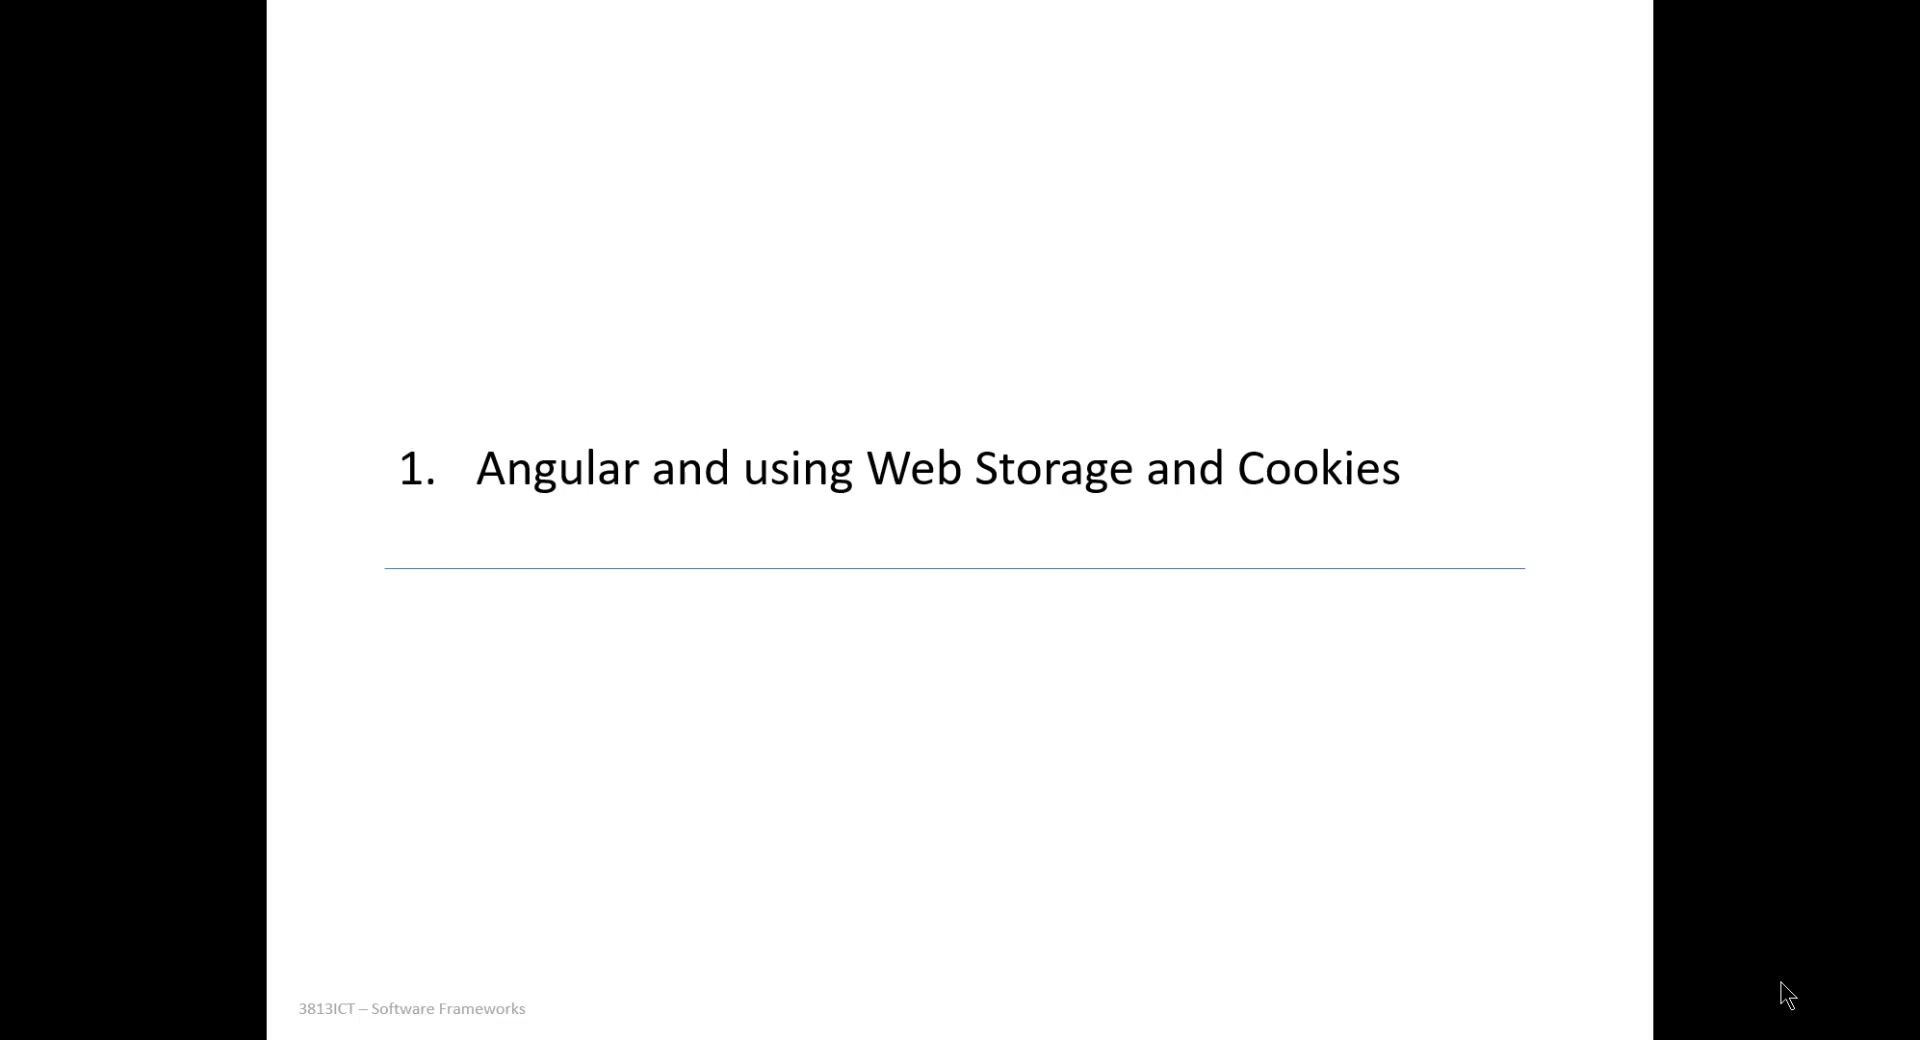 1. Angular and using Web Storage and Cookies
3813ICT – Software Frameworks